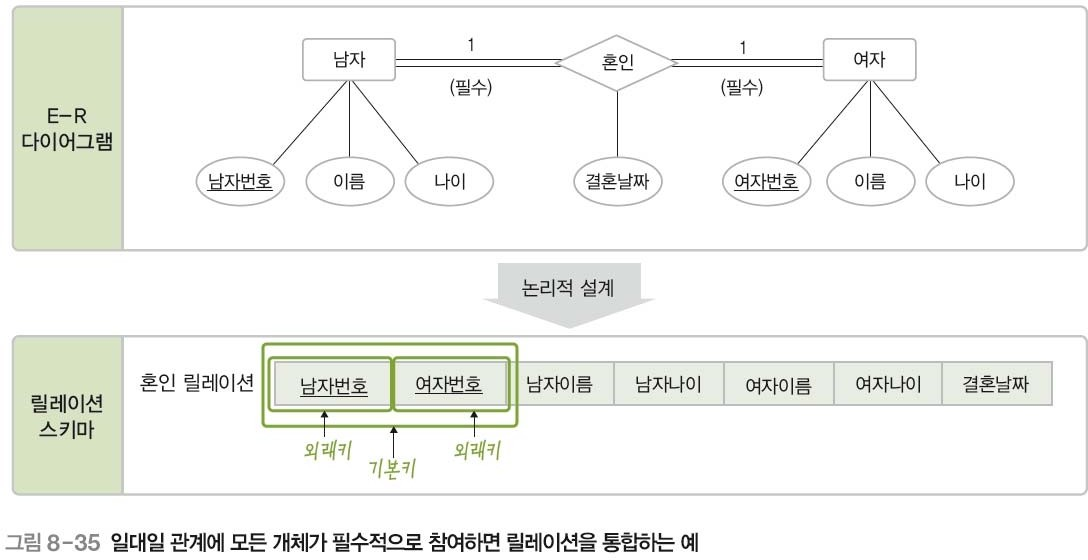 E-R
다이어그램
남자
1
(필수)
혼인
1
(필수)
여자
남자번호
이름
나이
결혼날짜
여자번호
이름
나이
논리적 설계
릴레이션
스키마
혼인 릴레이션
남자번호
여자번호
남자이름
남자나이
여자이름
여자나이
결혼날짜
외래키
기본키
외래키
그림 8-35 일대일 관계에 모든 개체가 필수적으로 참여하면 릴레이션을 통합하는 예